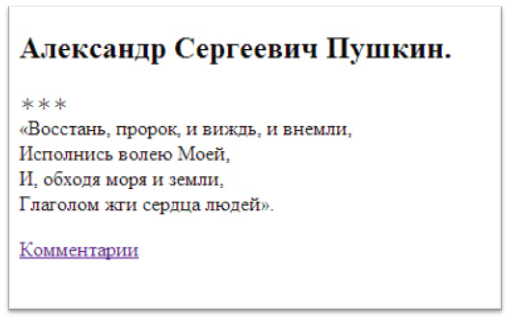 Александр Сергеевич Пушкин.
***
«Восстань, пророк, и виждь, и внемли,
Исполнись волею Моей,
И, обходя моря и земли,
Глаголом жги сердца людей».
Комментарии